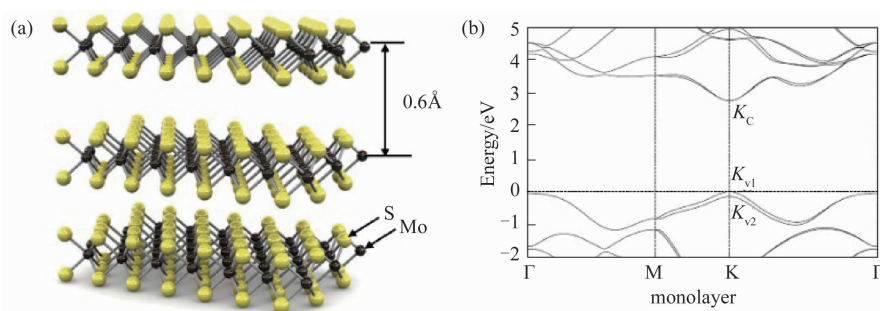 (a)
0.6Å
S
Mo
(b)
Energy/eV
5
4
3
2
1
0
−1
−2
K_C
K_v1
K_v2
Γ
M
K
Γ
monolayer